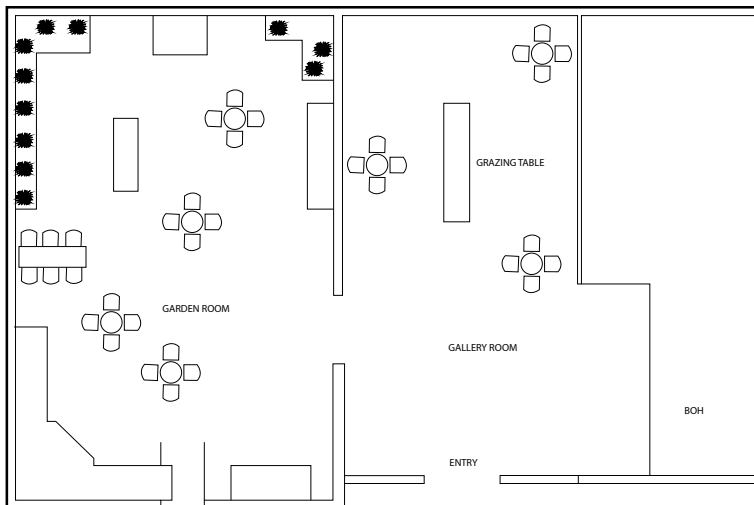 GRAZING TABLE
GARDEN ROOM
GALLERY ROOM
BOH
ENTRY